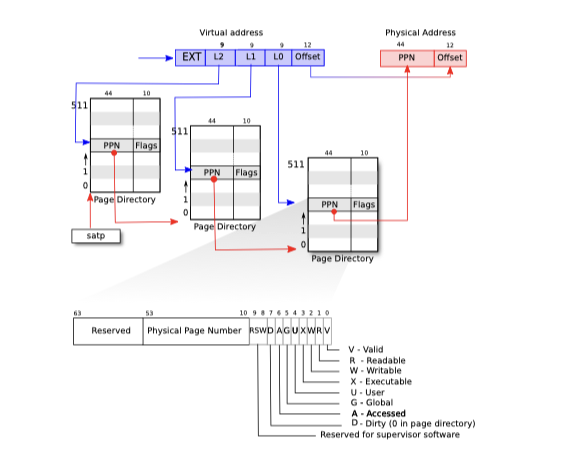 Virtual address
Physical Address
9 9 9 12
44 12
EXT L2 L1 L0 Offset
PPN Offset
44 10
511
PPN Flags
1
0
Page Directory
satp
44 10
511
PPN Flags
1
0
Page Directory
44 10
511
PPN Flags
1
0
Page Directory
63 53 10 9 8 7 6 5 4 3 2 1 0
Reserved Physical Page Number RSW D A G U X W R V
V - Valid
R - Readable
W - Writable
X - Executable
U - User
G - Global
A - Accessed
D - Dirty (0 in page directory)
Reserved for supervisor software